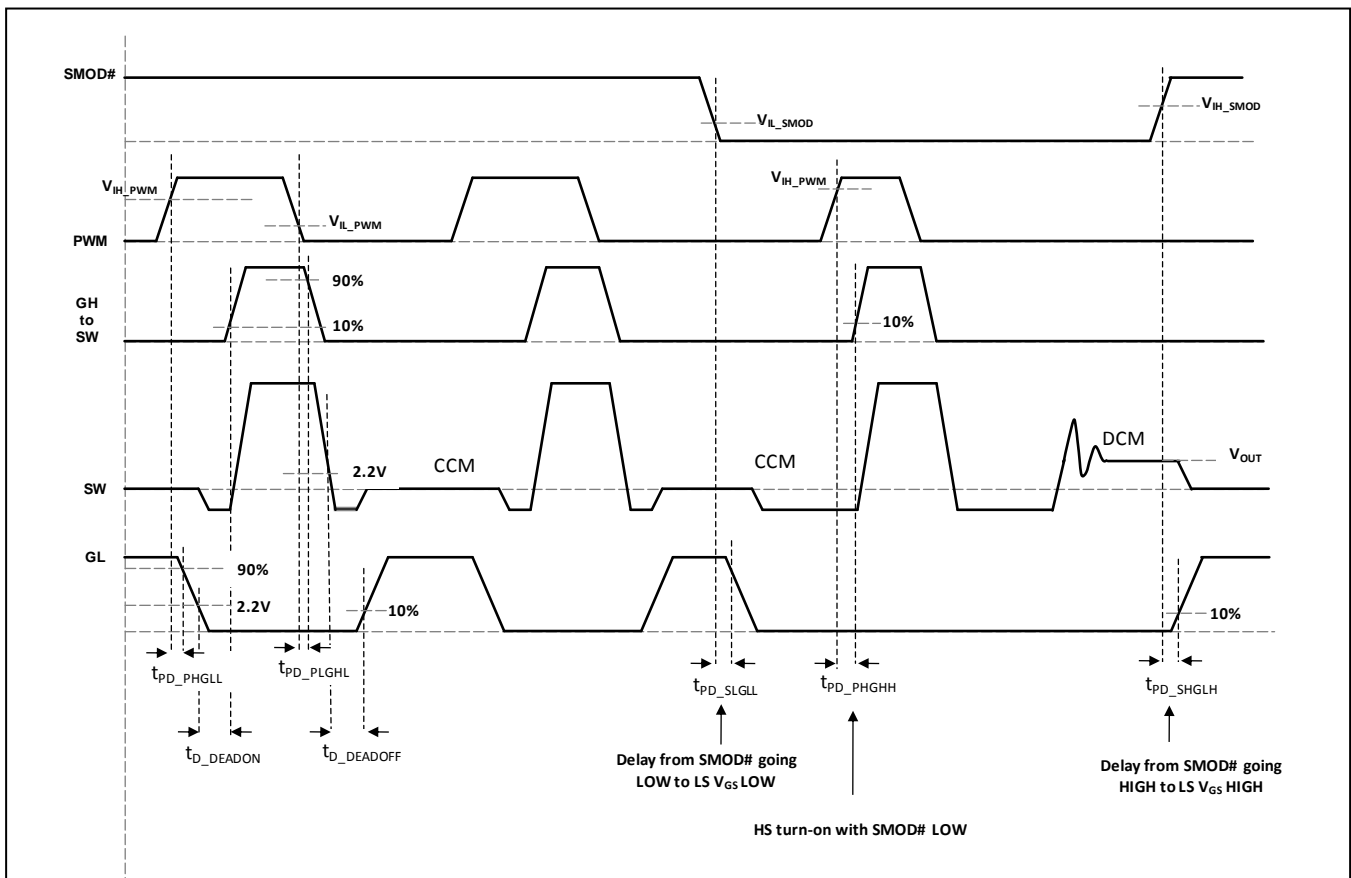 SMOD#
V_IL_SMOD
V_IH_SMOD
V_IH_PWM
V_IL_PWM
V_IH_PWM
PWM
GH
to
SW
90%
10%
10%
2.2V
CCM
CCM
DCM
V_OUT
SW
GL
90%
2.2V
10%
10%
t_PD_PHGLL
t_PD_PLGHL
t_PD_SLGLL
t_PD_PHGHH
t_PD_SHGLH
t_D_DEADON
t_D_DEADOFF
Delay from SMOD# going
LOW to LS V_GS LOW
Delay from SMOD# going
HIGH to LS V_GS HIGH
HS turn-on with SMOD# LOW